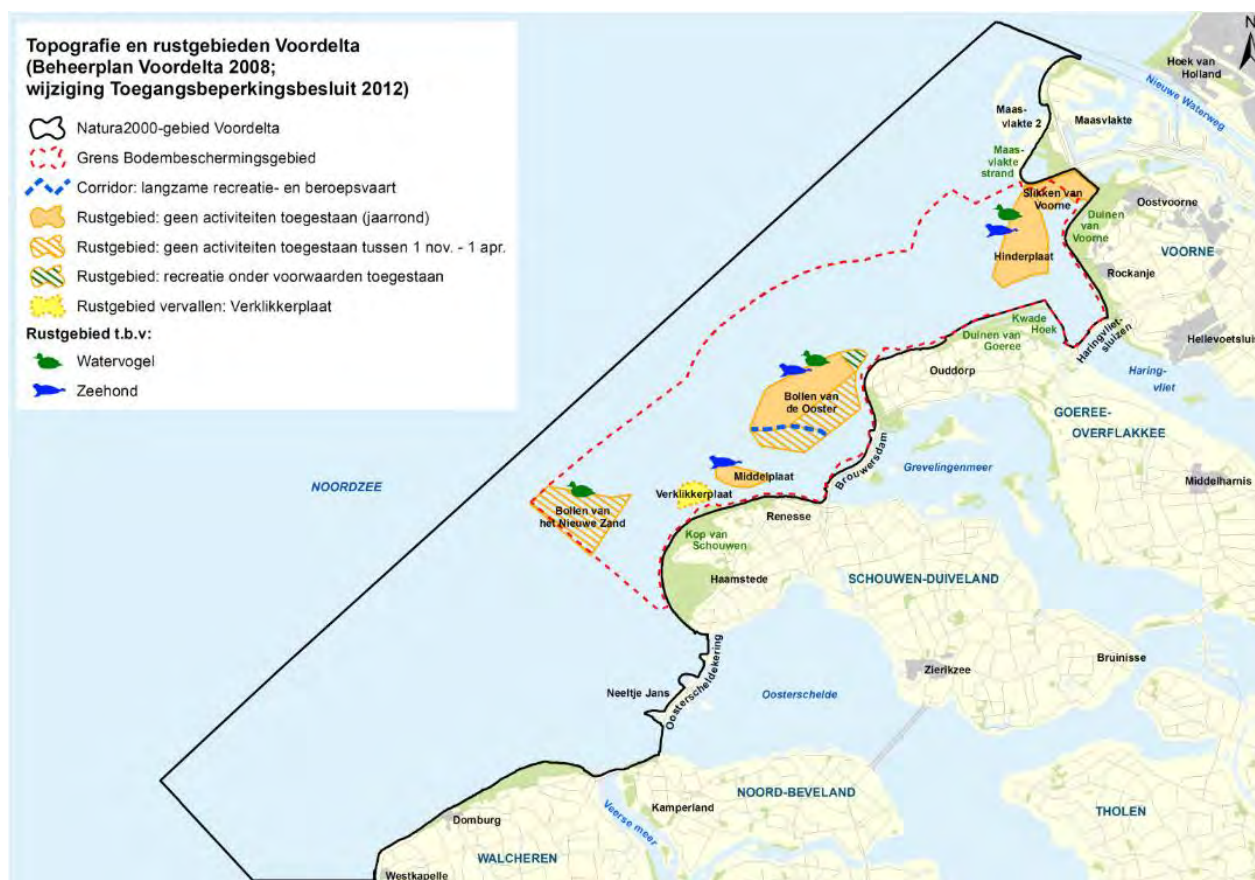 Topografie en rustgebieden Voordelta
(Beheerplan Voordelta 2008;
wijziging Toegangsbeperkingsbesluit 2012)
Natura2000-gebied Voordelta
Grens Bodembeschermingsgebied
Corridor: langzame recreatie- en beroepsvaart
Rustgebied: geen activiteiten toegestaan (jaarrond)
Rustgebied: geen activiteiten toegestaan tussen 1 nov. - 1 apr.
Rustgebied: recreatie onder voorwaarden toegestaan
Rustgebied vervallen: Verklikkerplaat
Rustgebied t.b.v:
Watervogel
Zeehond
N
Hoek van
Holland
Nieuwe Waterweg
Maas-
vlakte 2
Maasvlakte
Maas-
vlakte
strand
Slikken van
Voorne
Oostvoorne
Duinen
van
Voorne
VOORNE
Hinderplaat
Rockanje
Kwade
Hoek
Duinen van
Goeree
Haringvliet-
sluizen
Hellevoetsluis
Ouddorp
Haring-
vliet
Bollen van
de Ooster
GOEREE-
OVERFLAKKEE
Brouwersdam
Grevelingenmeer
Middelharnis
Middelplaat
NOORDZEE
Verklikkerplaat
Bollen van
het Nieuwe Zand
Renesse
Kop van
Schouwen
Haamstede
SCHOUWEN-DUIVELAND
Bruinisse
Zierikzee
Neeltje Jans
Oosterscheldekering
Oosterschelde
NOORD-BEVELAND
Kamperland
THOLEN
Veerse meer
Domburg
WALCHEREN
Westkapelle